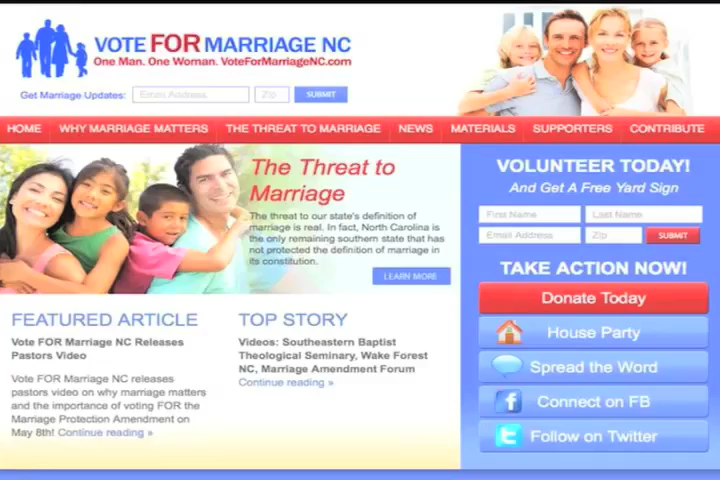 VOTE FOR MARRIAGE NC
One Man. One Woman. VoteForMarriageNC.com
Get Marriage Updates: Email Address Zip SUBMIT
HOME WHY MARRIAGE MATTERS THE THREAT TO MARRIAGE NEWS MATERIALS SUPPORTERS CONTRIBUTE
The Threat to
Marriage
The threat to our state's definition of
marriage is real. In fact, North Carolina is
the only remaining southern state that has
not protected the definition of marriage in
its constitution.
LEARN MORE
VOLUNTEER TODAY!
And Get A Free Yard Sign
First Name Last Name
Email Address Zip SUBMIT
TAKE ACTION NOW!
Donate Today
House Party
Spread the Word
f Connect on FB
t Follow on Twitter
FEATURED ARTICLE
Vote FOR Marriage NC Releases
Pastors Video
Vote FOR Marriage NC releases
pastors video on why marriage matters
and the importance of voting FOR the
Marriage Protection Amendment on
May 8th! Continue reading »
TOP STORY
Videos: Southeastern Baptist
Theological Seminary, Wake Forest
NC, Marriage Amendment Forum
Continue reading »